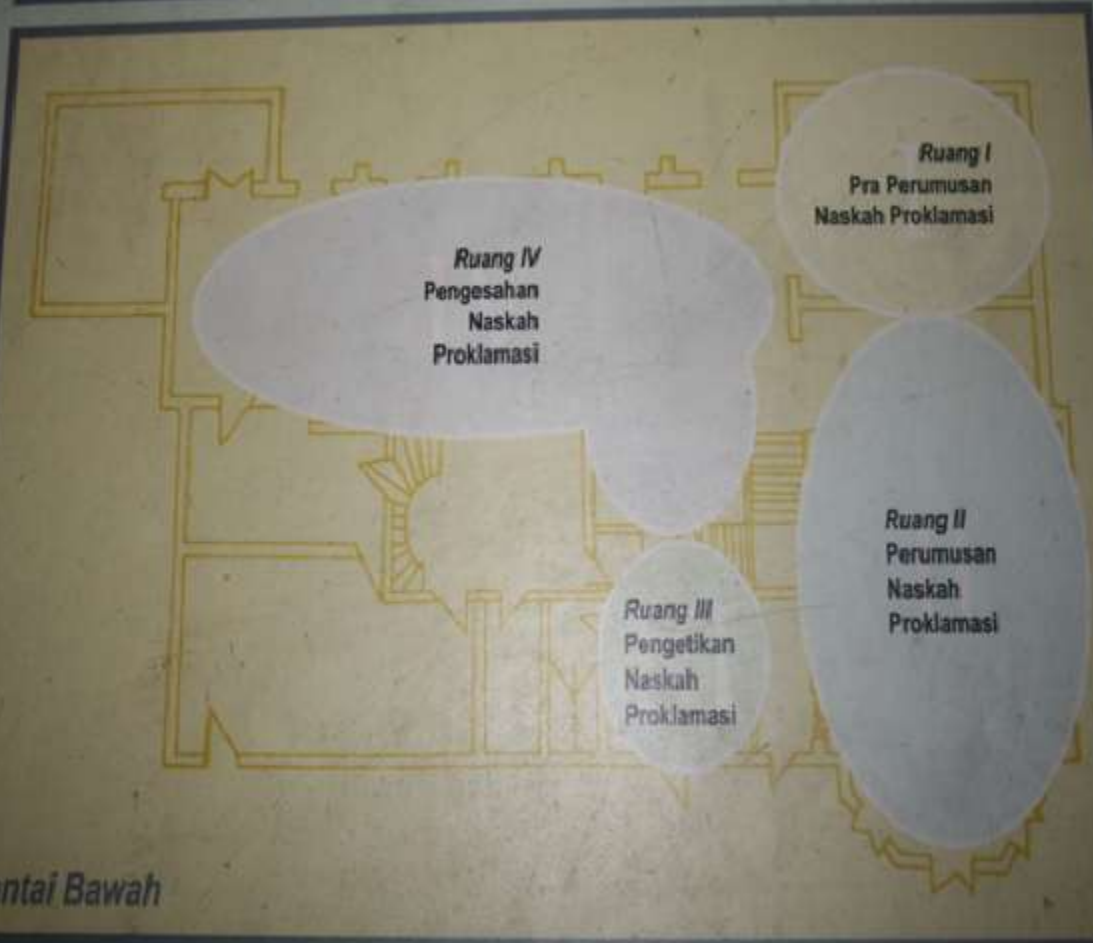 Ruang I
Pra Perumusan
Naskah Proklamasi
Ruang IV
Pengesahan
Naskah
Proklamasi
Ruang II
Perumusan
Naskah
Proklamasi
Ruang III
Pengetikan
Naskah
Proklamasi
ntai Bawah